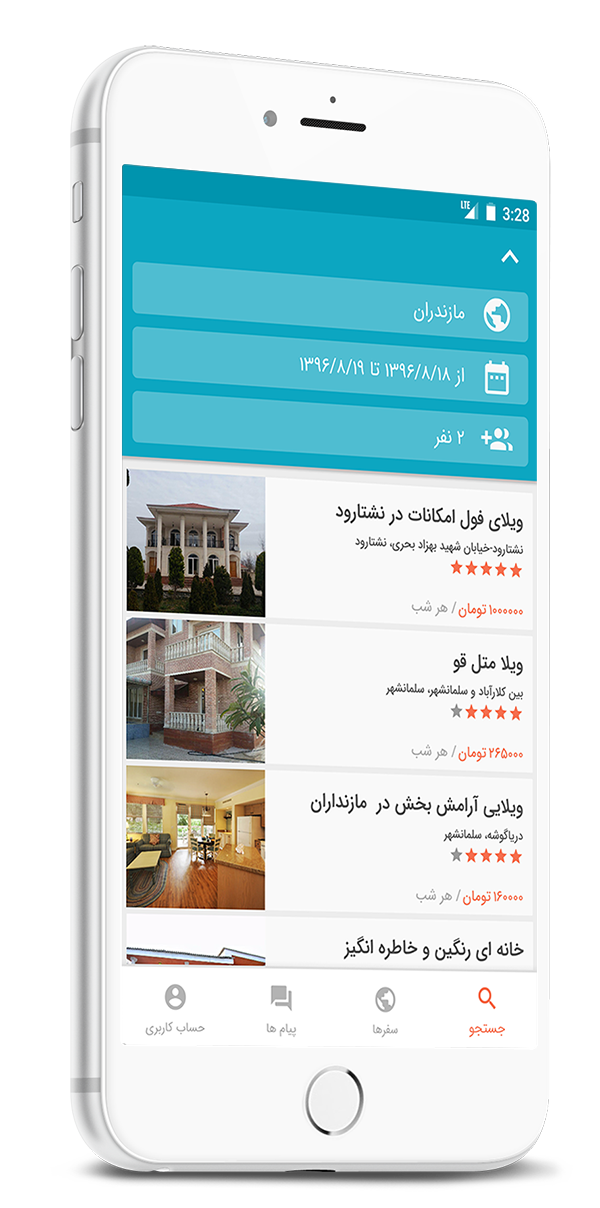 LTE 3:28
مازندران
از ۱۳۹۶/۸/۱۸ تا ۱۳۹۶/۸/۱۹
۲ نفر
ویلای فول امکانات در نشتارود
نشتارود-خیابان شهید بهزاد بحری، نشتارود
۱۰۰۰۰۰۰ تومان / هر شب
ویلا متل قو
بین کلارآباد و سلمانشهر، سلمانشهر
۲۶۵۰۰۰ تومان / هر شب
ویلایی آرامش بخش در مازنداران
دریاگوشه، سلمانشهر
۱۶۰۰۰۰ تومان / هر شب
خانه ای رنگین و خاطره انگیز
جستجو
سفرها
پیام ها
حساب کاربری